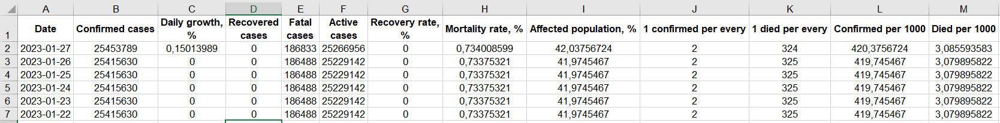 A B C D E F G H I J K L M
1 Date Confirmed cases Daily growth, % Recovered cases Fatal cases Active cases Recovery rate, % Mortality rate, % Affected population, % 1 confirmed per every 1 died per every Confirmed per 1000 Died per 1000
2 2023-01-27 25453789 0,15013989 0 186833 25266956 0 0,734008599 42,03756724 2 324 420,3756724 3,085593583
3 2023-01-26 25415630 0 0 186488 25229142 0 0,73375321 41,9745467 2 325 419,745467 3,079895822
4 2023-01-25 25415630 0 0 186488 25229142 0 0,73375321 41,9745467 2 325 419,745467 3,079895822
5 2023-01-24 25415630 0 0 186488 25229142 0 0,73375321 41,9745467 2 325 419,745467 3,079895822
6 2023-01-23 25415630 0 0 186488 25229142 0 0,73375321 41,9745467 2 325 419,745467 3,079895822
7 2023-01-22 25415630 0 0 186488 25229142 0 0,73375321 41,9745467 2 325 419,745467 3,079895822